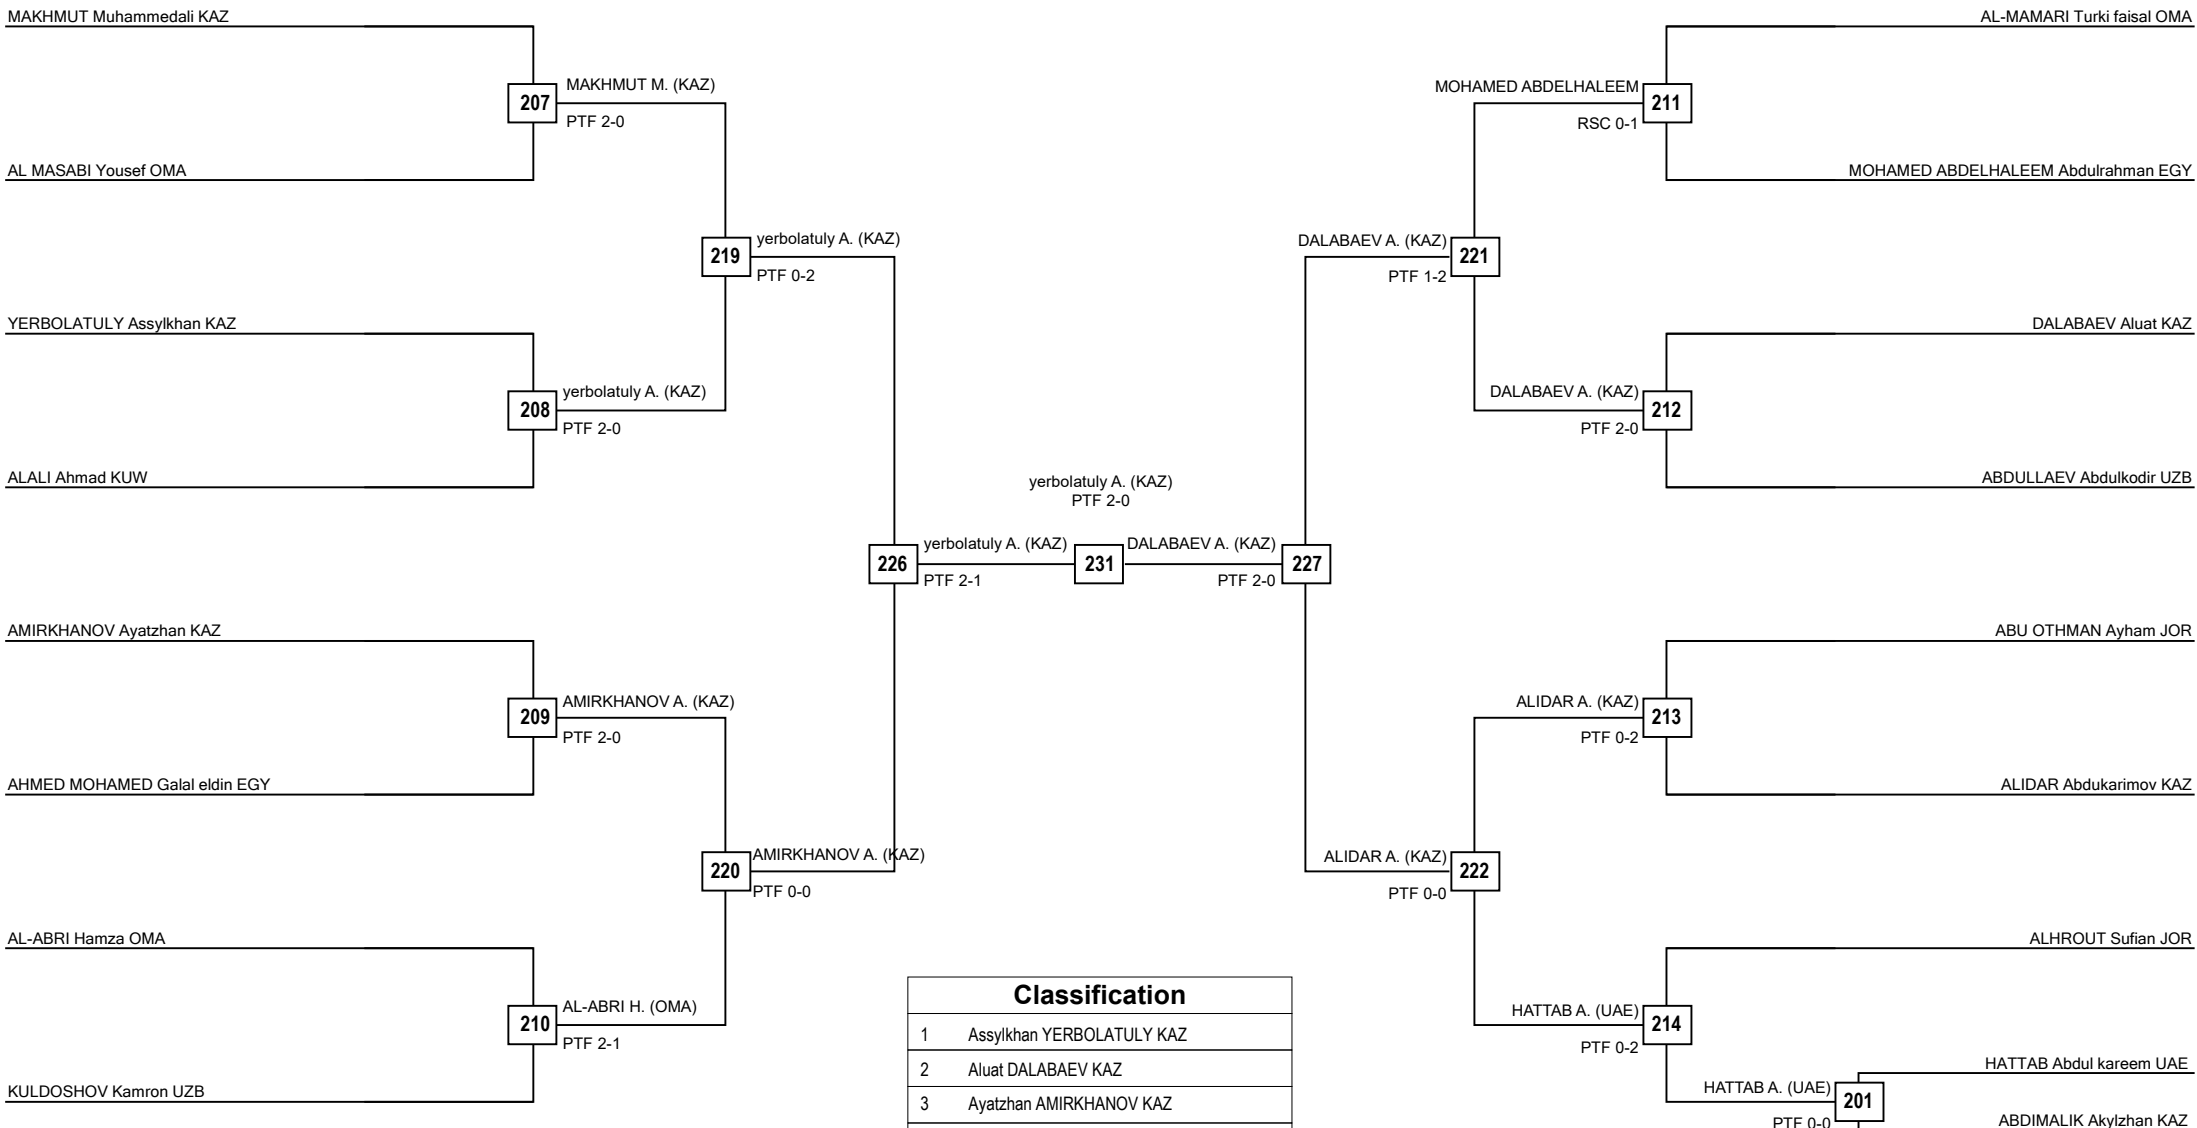 MAKHMUT Muhammedali KAZ
207
MAKHMUT M. (KAZ)
PTF 2-0
AL MASABI Yousef OMA
219
yerbolatuly A. (KAZ)
PTF 0-2
YERBOLATULY Assylkhan KAZ
208
yerbolatuly A. (KAZ)
PTF 2-0
ALALI Ahmad KUW
226
yerbolatuly A. (KAZ)
PTF 2-1
AMIRKHANOV Ayatzhan KAZ
209
AMIRKHANOV A. (KAZ)
PTF 2-0
AHMED MOHAMED Galal eldin EGY
220
AMIRKHANOV A. (KAZ)
PTF 0-0
AL-ABRI Hamza OMA
210
AL-ABRI H. (OMA)
PTF 2-1
KULDOSHOV Kamron UZB
yerbolatuly A. (KAZ)
PTF 2-0
231
AL-MAMARI Turki faisal OMA
MOHAMED ABDELHALEEM
211
RSC 0-1
MOHAMED ABDELHALEEM Abdulrahman EGY
DALABAEV A. (KAZ)
221
PTF 1-2
DALABAEV Aluat KAZ
DALABAEV A. (KAZ)
212
PTF 2-0
ABDULLAEV Abdulkodir UZB
DALABAEV A. (KAZ)
227
PTF 2-0
ABU OTHMAN Ayham JOR
ALIDAR A. (KAZ)
213
PTF 0-2
ALIDAR Abdukarimov KAZ
ALIDAR A. (KAZ)
222
PTF 0-0
ALHROUT Sufian JOR
HATTAB A. (UAE)
214
PTF 0-2
HATTAB Abdul kareem UAE
HATTAB A. (UAE)
201
PTF 0-0
ABDIMALIK Akylzhan KAZ
Classification
1 Assylkhan YERBOLATULY KAZ
2 Aluat DALABAEV KAZ
3 Ayatzhan AMIRKHANOV KAZ